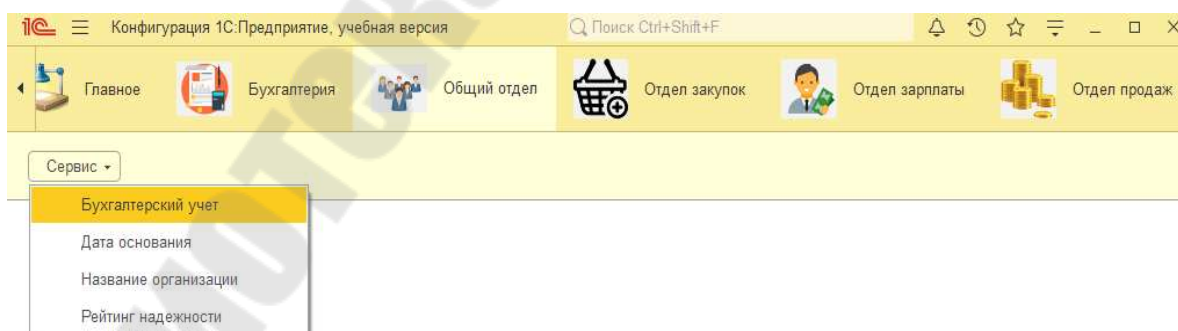 1С Конфигурация 1С:Предприятие, учебная версия Поиск Ctrl+Shift+F
Главное Бухгалтерия Общий отдел Отдел закупок Отдел зарплаты Отдел продаж
Сервис
Бухгалтерский учет
Дата основания
Название организации
Рейтинг надежности